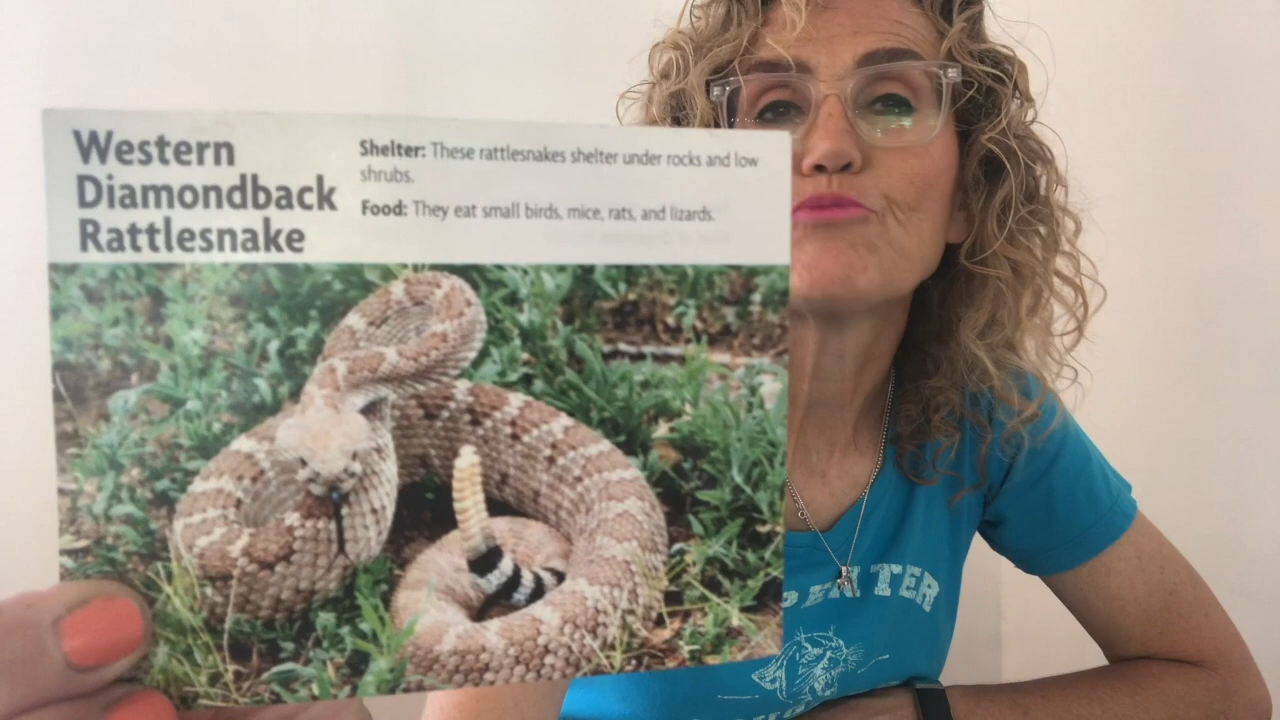 Western
Diamondback
Rattlesnake
Shelter: These rattlesnakes shelter under rocks and low
shrubs.
Food: They eat small birds, mice, rats, and lizards.